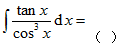 ∫ tan x / cos³ x dx = ( )